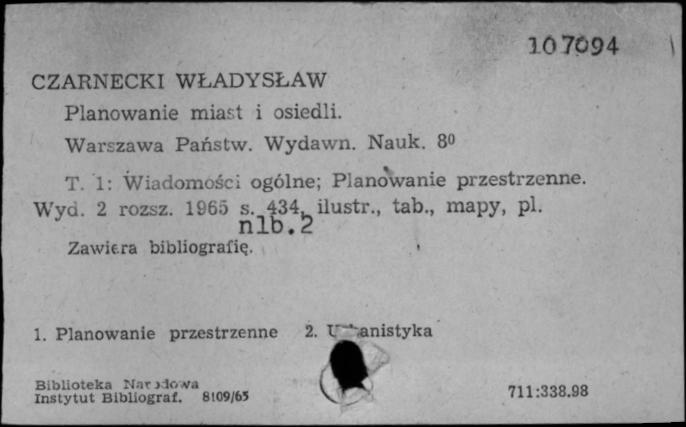 107094
CZARNECKI WŁADYSŁAW
Planowanie miast i osiedli.
Warszawa Państw. Wydawn. Nauk. 8⁰
T. 1: Wiadomości ogólne; Planowanie przestrzenne.
Wyd. 2 rozsz. 1965 s. 434, ilustr., tab., mapy, pl.
nlb. 2
Zawiera bibliografię.
1. Planowanie przestrzenne 2. Urbanistyka
Biblioteka Narodowa
Instytut Bibliograf. 8109/65
711:338.98